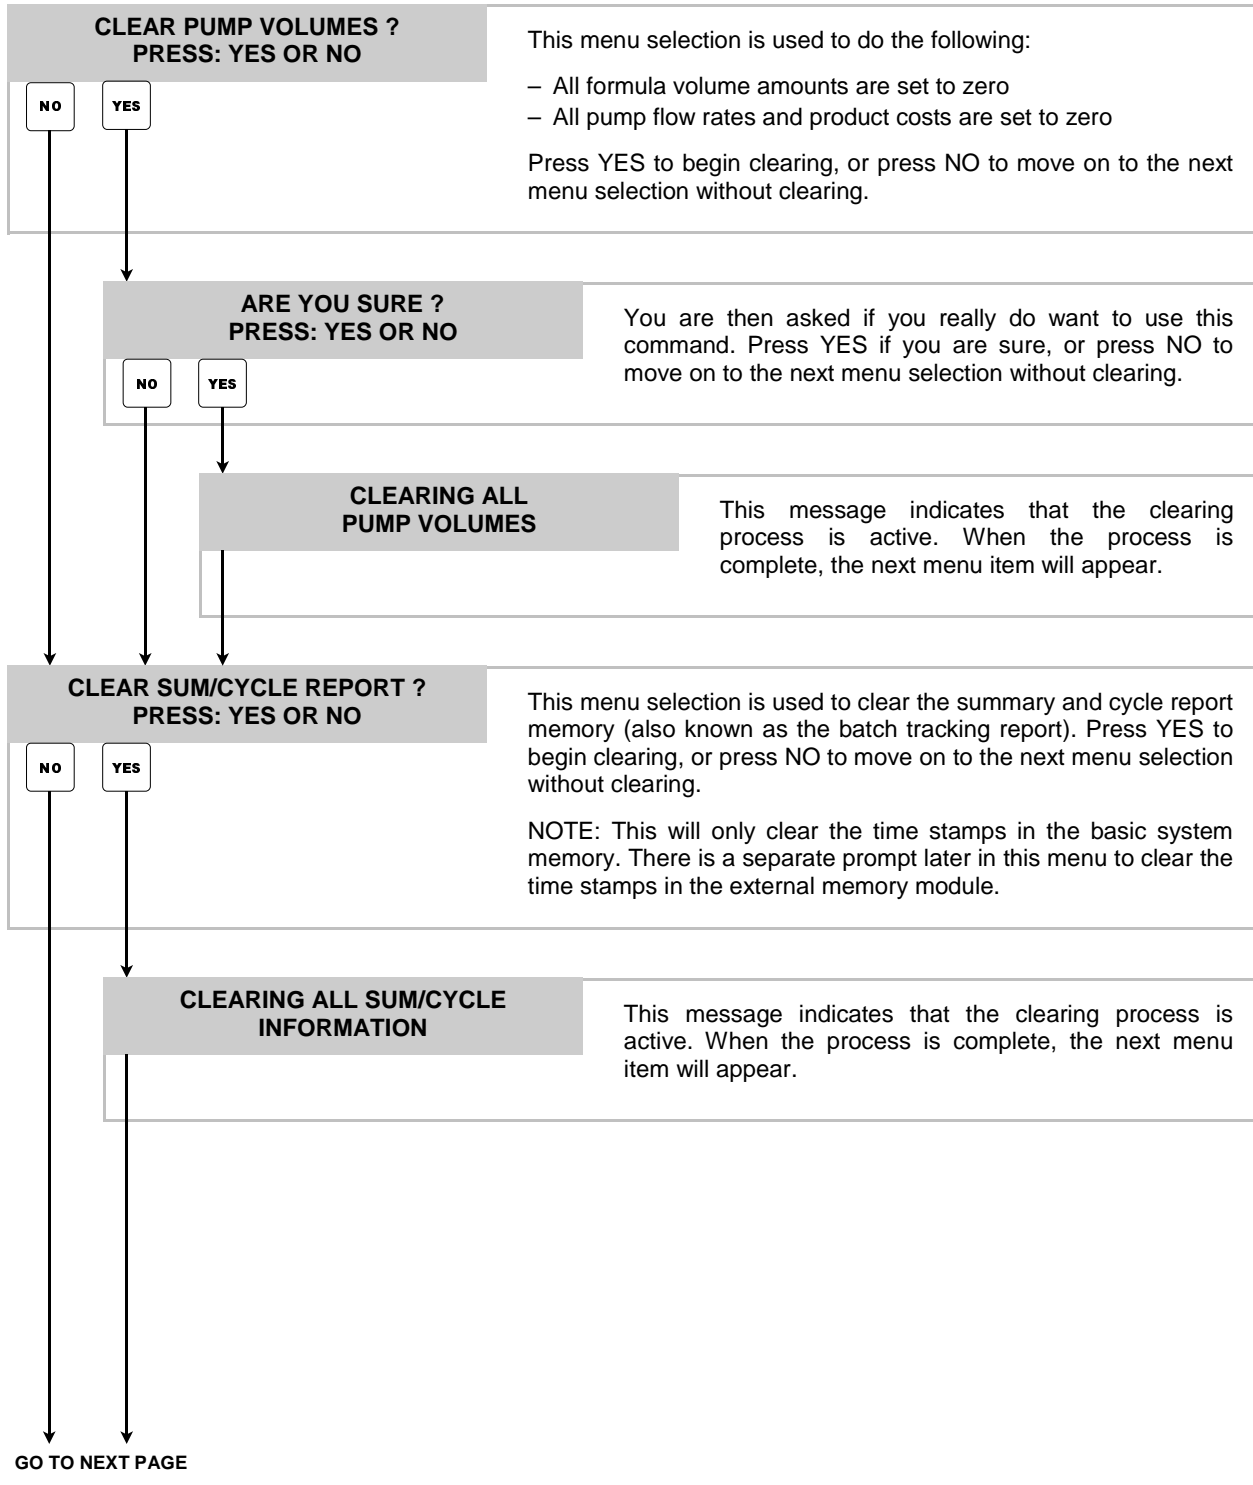 CLEAR PUMP VOLUMES ?
PRESS: YES OR NO
NO YES
This menu selection is used to do the following:
– All formula volume amounts are set to zero
– All pump flow rates and product costs are set to zero
Press YES to begin clearing, or press NO to move on to the next
menu selection without clearing.
ARE YOU SURE ?
PRESS: YES OR NO
NO YES
You are then asked if you really do want to use this
command. Press YES if you are sure, or press NO to
move on to the next menu selection without clearing.
CLEARING ALL
PUMP VOLUMES
This message indicates that the clearing
process is active. When the process is
complete, the next menu item will appear.
CLEAR SUM/CYCLE REPORT ?
PRESS: YES OR NO
NO YES
This menu selection is used to clear the summary and cycle report
memory (also known as the batch tracking report). Press YES to
begin clearing, or press NO to move on to the next menu selection
without clearing.
NOTE: This will only clear the time stamps in the basic system
memory. There is a separate prompt later in this menu to clear the
time stamps in the external memory module.
CLEARING ALL SUM/CYCLE
INFORMATION
This message indicates that the clearing process is
active. When the process is complete, the next menu
item will appear.
GO TO NEXT PAGE